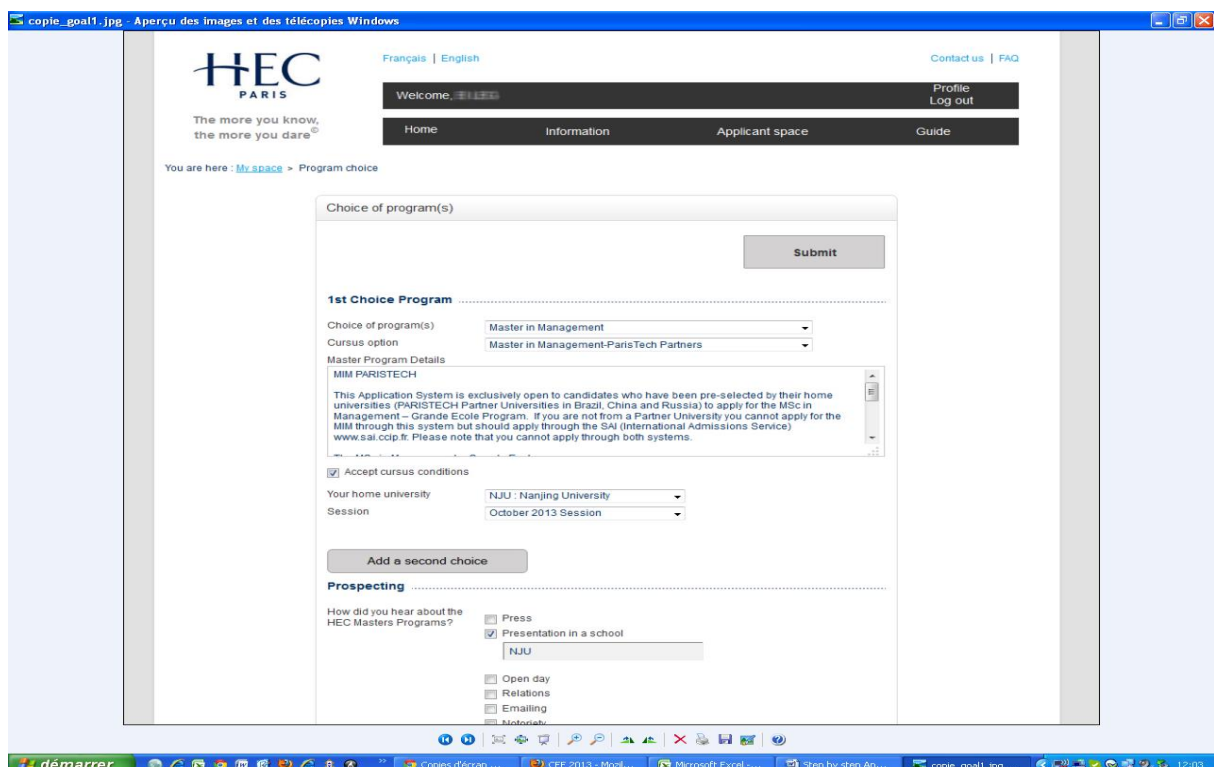 copie_goal1.jpg - Aperçu des images et des télécopies Windows
HEC
PARIS
The more you know,
the more you dare©
Français | English
Contact us | FAQ
Welcome,
Profile
Log out
Home
Information
Applicant space
Guide
You are here : My space > Program choice
Choice of program(s)
Submit
1st Choice Program
Choice of program(s)
Master in Management
Cursus option
Master in Management-ParisTech Partners
Master Program Details
MIM PARISTECH
This Application System is exclusively open to candidates who have been pre-selected by their home
universities (PARISTECH Partner Universities in Brazil, China and Russia) to apply for the MSc in
Management – Grande Ecole Program. If you are not from a Partner University you cannot apply for the
MIM through this system but should apply through the SAI (International Admissions Service)
www.sai.ccip.fr. Please note that you cannot apply through both systems.
Accept cursus conditions
Your home university
NJU : Nanjing University
Session
October 2013 Session
Add a second choice
Prospecting
How did you hear about the
HEC Masters Programs?
Press
Presentation in a school
NJU
Open day
Relations
Emailing
Notoriety
démarrer
Copies d'écran ...
CEF 2013 - Mozil...
Microsoft Excel - ...
Step by step Ap...
copie_goal1.jpg ...
12:03